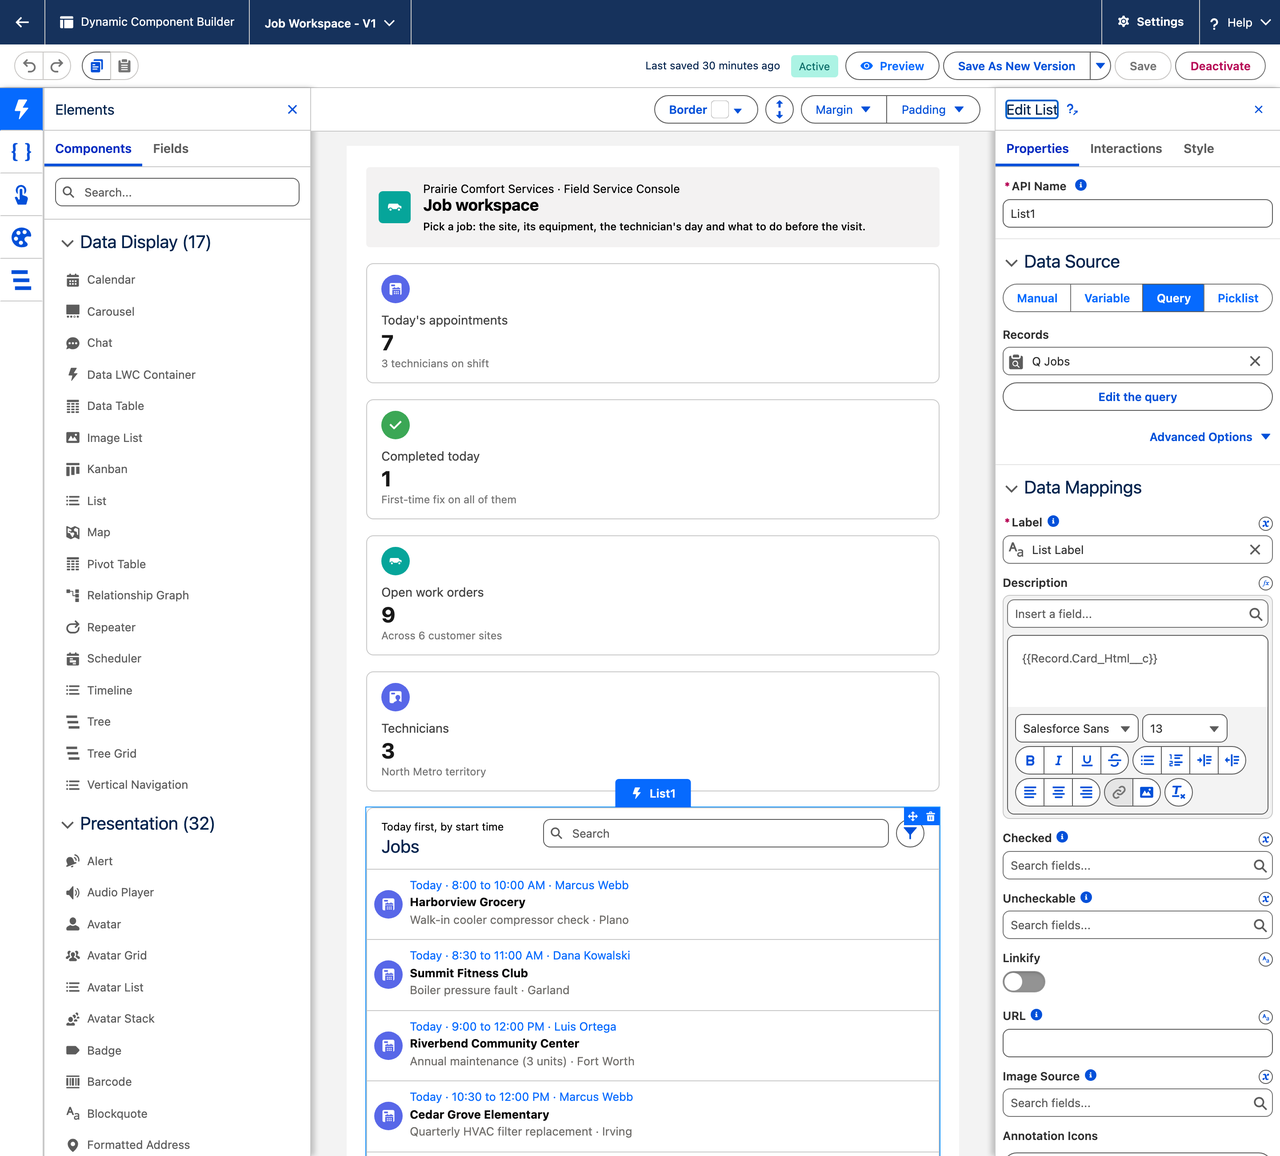 Dynamic Component Builder
Job Workspace - V1
Settings
? Help
Last saved 30 minutes ago
Active
Preview
Save As New Version
Save
Deactivate
Elements
Components
Fields
Search...
Data Display (17)
Calendar
Carousel
Chat
Data LWC Container
Data Table
Image List
Kanban
List
Map
Pivot Table
Relationship Graph
Repeater
Scheduler
Timeline
Tree
Tree Grid
Vertical Navigation
Presentation (32)
Alert
Audio Player
Avatar
Avatar Grid
Avatar List
Avatar Stack
Badge
Barcode
Blockquote
Formatted Address
Border
Margin
Padding
Prairie Comfort Services · Field Service Console
Job workspace
Pick a job: the site, its equipment, the technician's day and what to do before the visit.
Today's appointments
7
3 technicians on shift
Completed today
1
First-time fix on all of them
Open work orders
9
Across 6 customer sites
Technicians
3
North Metro territory
List1
Today first, by start time
Jobs
Search
Today · 8:00 to 10:00 AM · Marcus Webb
Harborview Grocery
Walk-in cooler compressor check · Plano
Today · 8:30 to 11:00 AM · Dana Kowalski
Summit Fitness Club
Boiler pressure fault · Garland
Today · 9:00 to 12:00 PM · Luis Ortega
Riverbend Community Center
Annual maintenance (3 units) · Fort Worth
Today · 10:30 to 12:00 PM · Marcus Webb
Cedar Grove Elementary
Quarterly HVAC filter replacement · Irving
Edit List
Properties
Interactions
Style
* API Name
List1
Data Source
Manual
Variable
Query
Picklist
Records
Q Jobs
Edit the query
Advanced Options
Data Mappings
* Label
List Label
Description
Insert a field...
{{Record.Card_Html__c}}
Salesforce Sans
13
B I U S
Checked
Search fields...
Uncheckable
Search fields...
Linkify
URL
Image Source
Search fields...
Annotation Icons